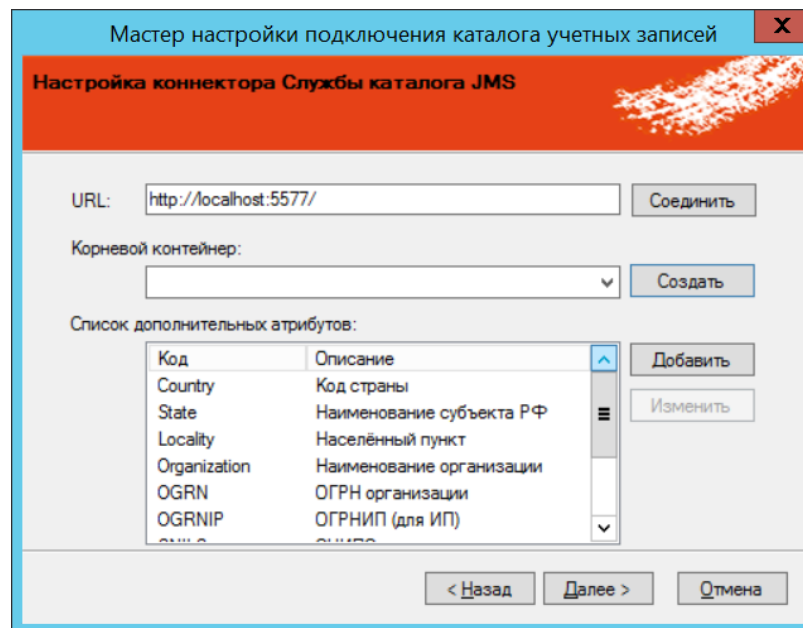 Мастер настройки подключения каталога учетных записей
X
Настройка коннектора Службы каталога JMS
URL: http://localhost:5577/ Соединить
Корневой контейнер:
Создать
Список дополнительных атрибутов:
Код Описание Добавить
Country Код страны
State Наименование субъекта РФ Изменить
Locality Населённый пункт
Organization Наименование организации
OGRN ОГРН организации
OGRNIP ОГРНИП (для ИП)
< Назад Далее > Отмена